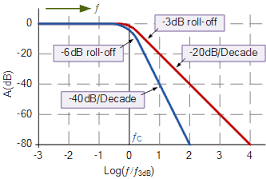 f
0
-3dB roll-off
-6dB roll-off
-20dB/Decade
-20
A(dB)
-40
-40dB/Decade
-60
fc
-80
-3 -2 -1 0 1 2 3 4
Log(f/f3dB)